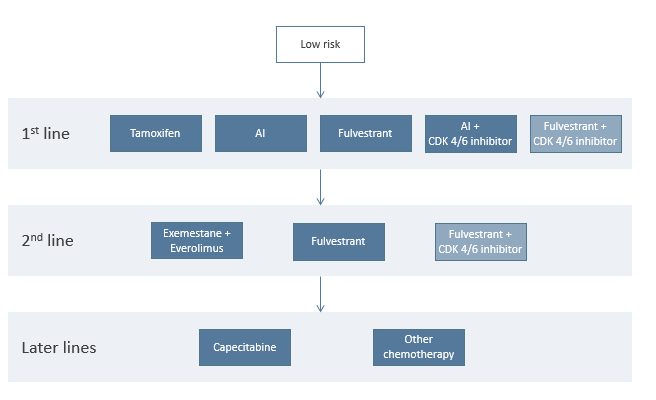 Low risk
1st line
Tamoxifen
AI
Fulvestrant
AI +
CDK 4/6 inhibitor
Fulvestrant +
CDK 4/6 inhibitor
2nd line
Exemestane +
Everolimus
Fulvestrant
Fulvestrant +
CDK 4/6 inhibitor
Later lines
Capecitabine
Other
chemotherapy